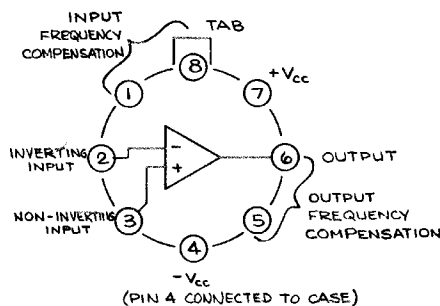 INPUT
FREQUENCY
COMPENSATION
TAB
8
1
7
+Vcc
INVERTING
INPUT
2
-
+
6
OUTPUT
NON-INVERTING
INPUT
3
5
OUTPUT
FREQUENCY
COMPENSATION
4
-Vcc
(PIN 4 CONNECTED TO CASE)